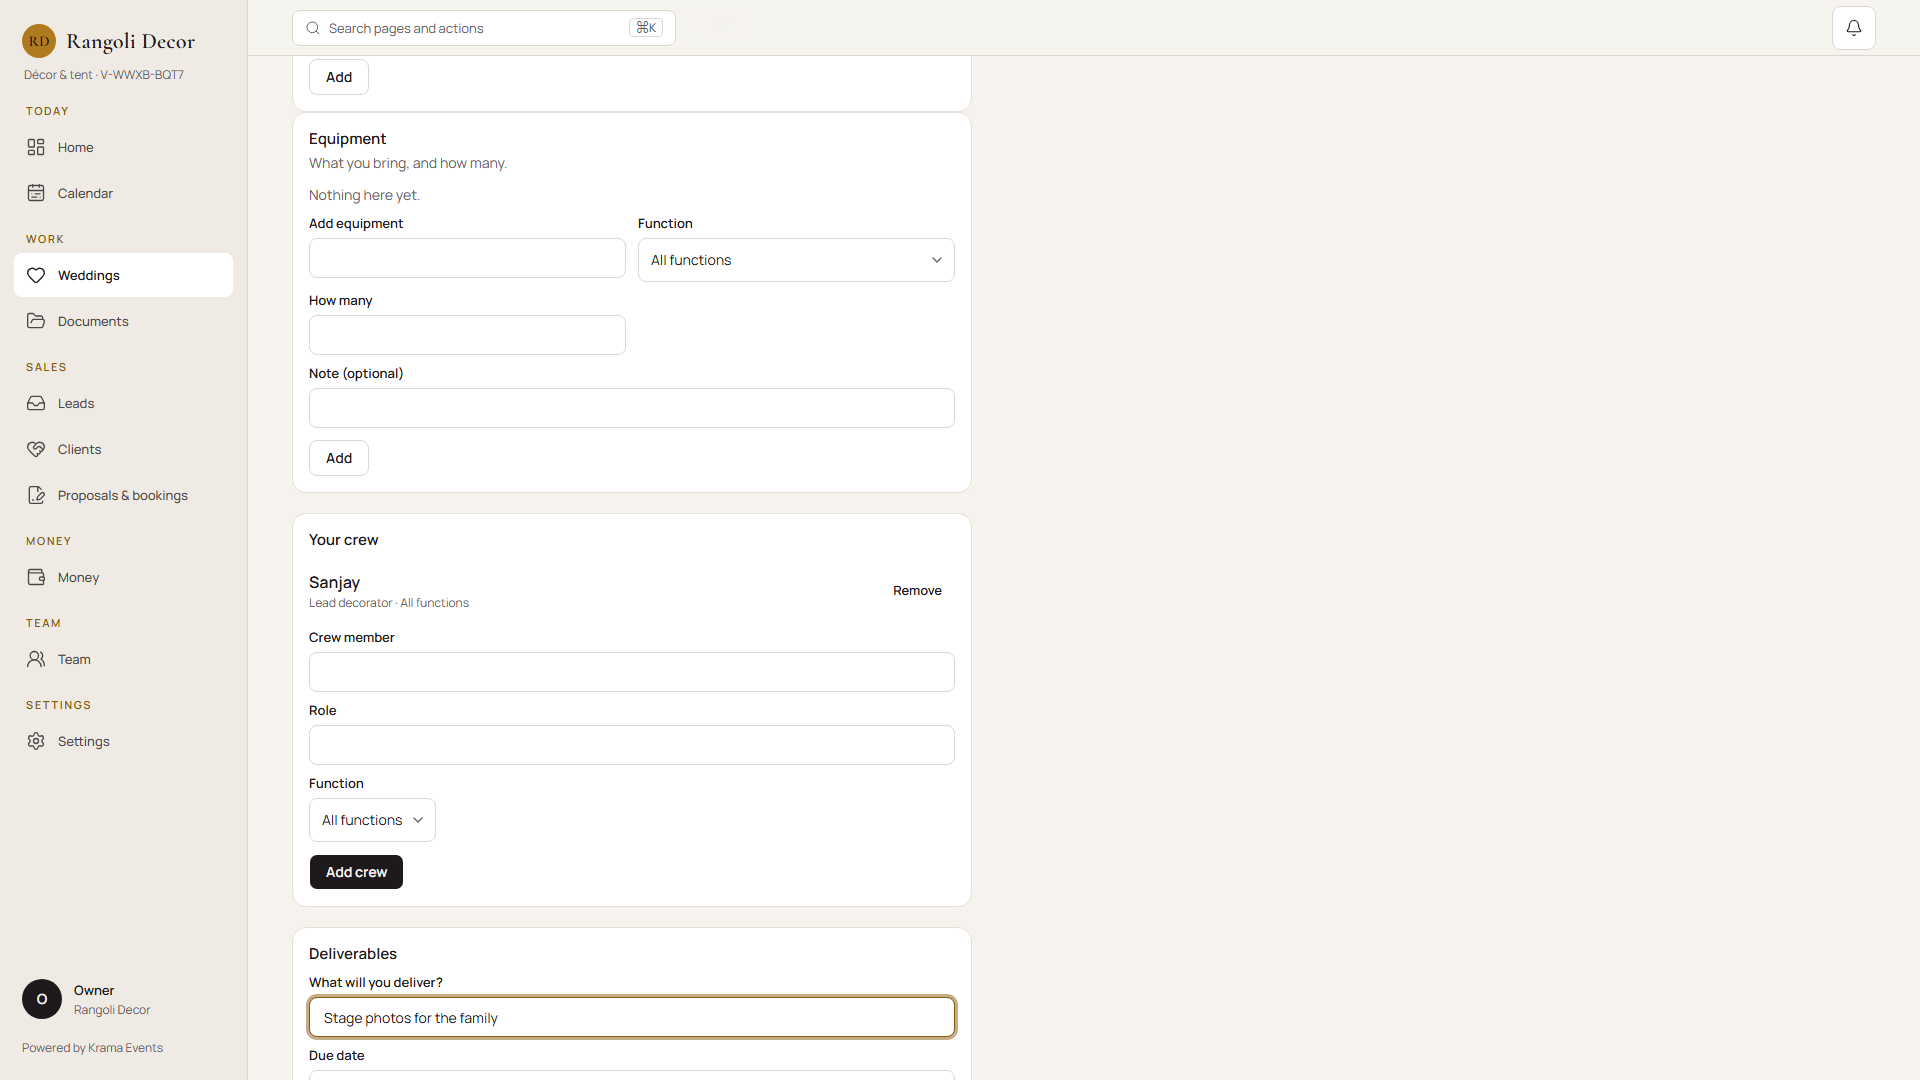 RD
Rangoli Decor
Décor & tent · V-WWXB-BQT7
TODAY
Home
Calendar
WORK
Weddings
Documents
SALES
Leads
Clients
Proposals & bookings
MONEY
Money
TEAM
Team
SETTINGS
Settings
O
Owner
Rangoli Decor
Powered by Krama Events
Search pages and actions
⌘K
Add
Equipment
What you bring, and how many.
Nothing here yet.
Add equipment
Function
All functions
How many
Note (optional)
Add
Your crew
Sanjay
Lead decorator · All functions
Remove
Crew member
Role
Function
All functions
Add crew
Deliverables
What will you deliver?
Stage photos for the family
Due date